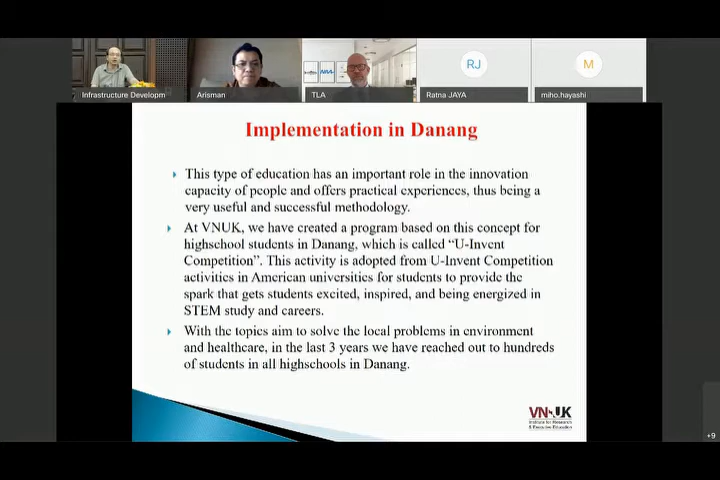 RJ
M
Infrastructure Developm
Arisman
TLA
Ratna JAYA
miho.hayashi
Implementation in Danang
This type of education has an important role in the innovation
capacity of people and offers practical experiences, thus being a
very useful and successful methodology.
At VNUK, we have created a program based on this concept for
highschool students in Danang, which is called “U-Invent
Competition”. This activity is adopted from U-Invent Competition
activities in American universities for students to provide the
spark that gets students excited, inspired, and being energized in
STEM study and careers.
With the topics aim to solve the local problems in environment
and healthcare, in the last 3 years we have reached out to hundreds
of students in all highschools in Danang.
VNUK
Institute for Research
& Executive Education
+9